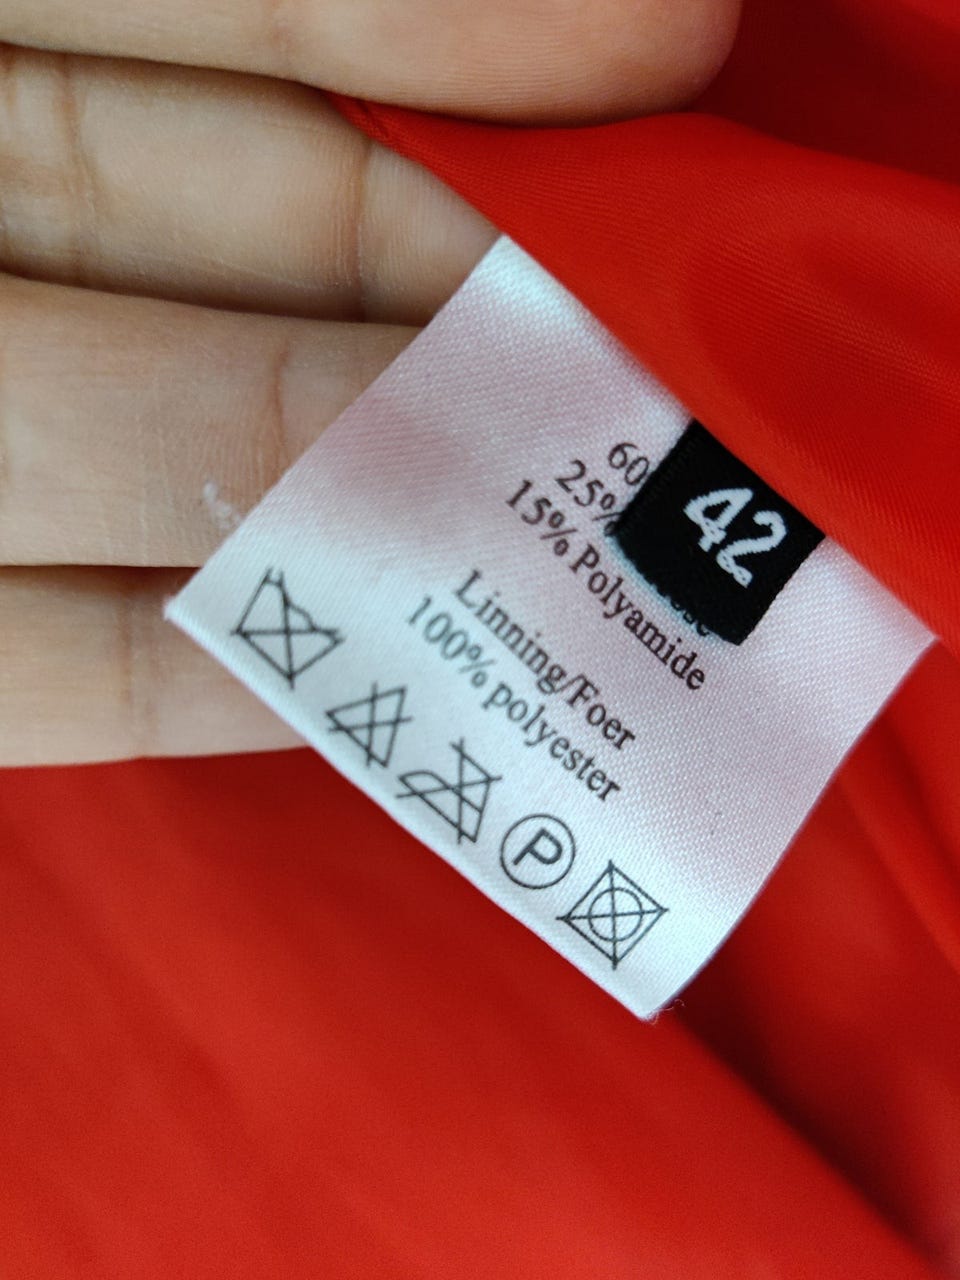 42
60
25%
15% Polyamide
Linning/Foer
100% polyester
P